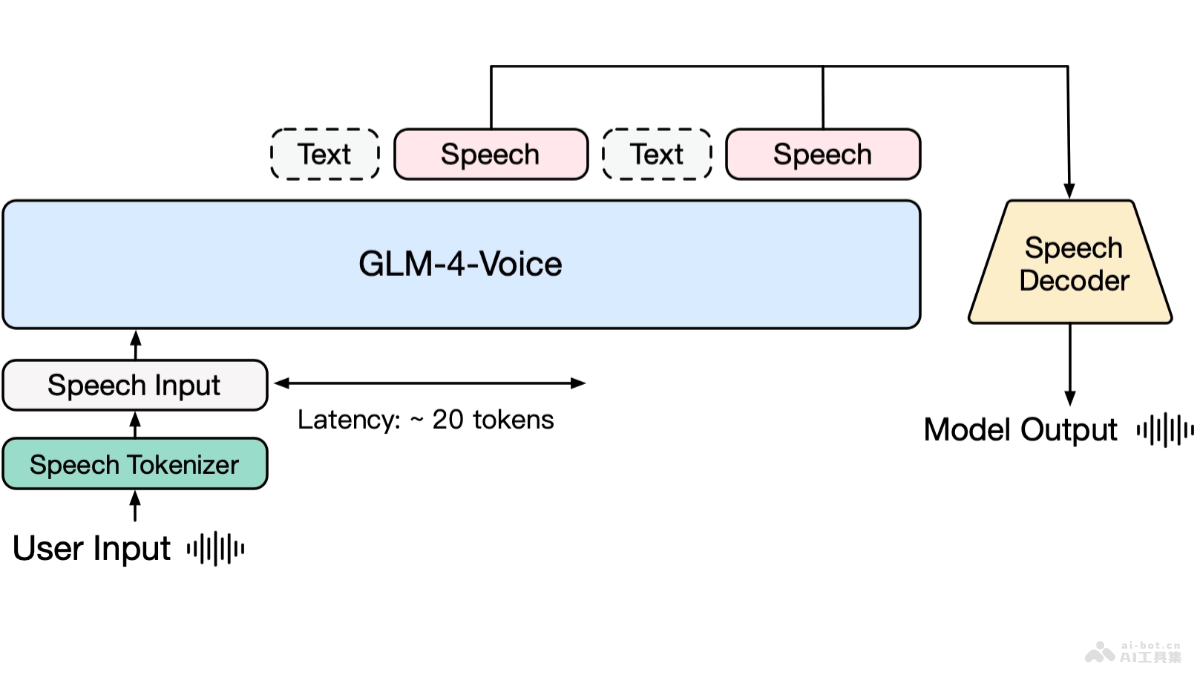 Text
Speech
Text
Speech
GLM-4-Voice
Speech
Decoder
Speech Input
Latency: ~ 20 tokens
Model Output
Speech Tokenizer
User Input
ai-bot.cn
AI工具集